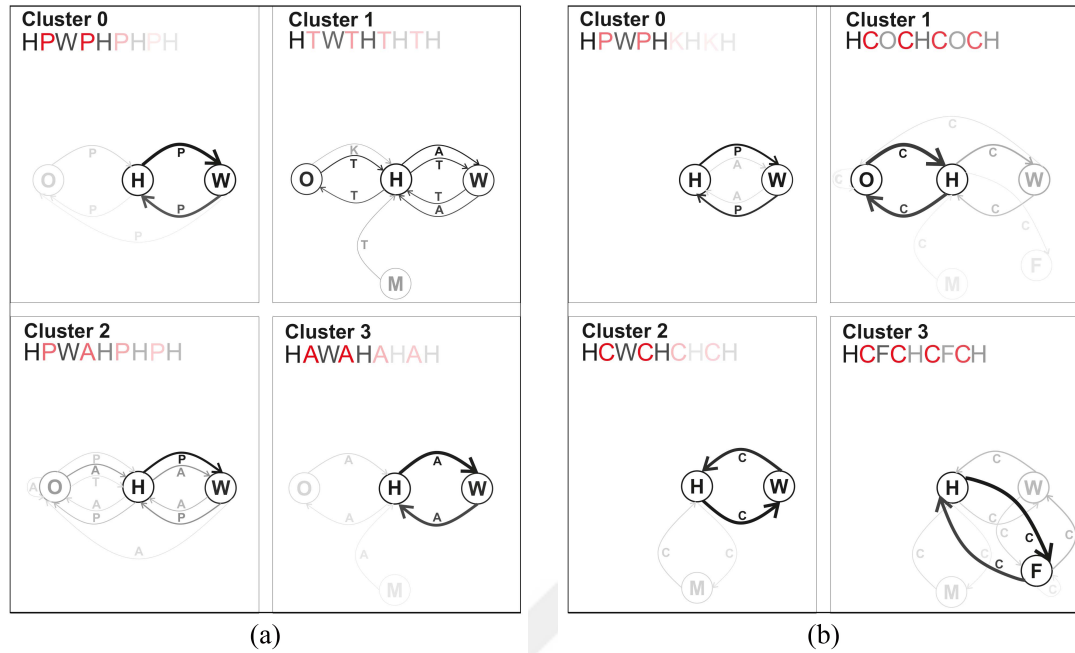 Cluster 0
HPWPHPHPH
P P
O H W
P P
P
Cluster 1
HTWTHTHTH
K A
T T
O H W
T T
A
T
M
Cluster 2
HPWAHPHPH
P P
A A
T
A O H W
A A
P P
A
Cluster 3
HAWAHAHAH
A A
O H W
A A
A
M
(a)
Cluster 0
HPWPHKHKH
P
A
H W
A
P
Cluster 1
HCOCHCOCH
C
C C
C O H W
C C
C C
F
M
Cluster 2
HCWCHCHCH
C
H W
C
C C
M
Cluster 3
HCFCHCFCH
C
H W
C
C C C C C
C F
M C
(b)